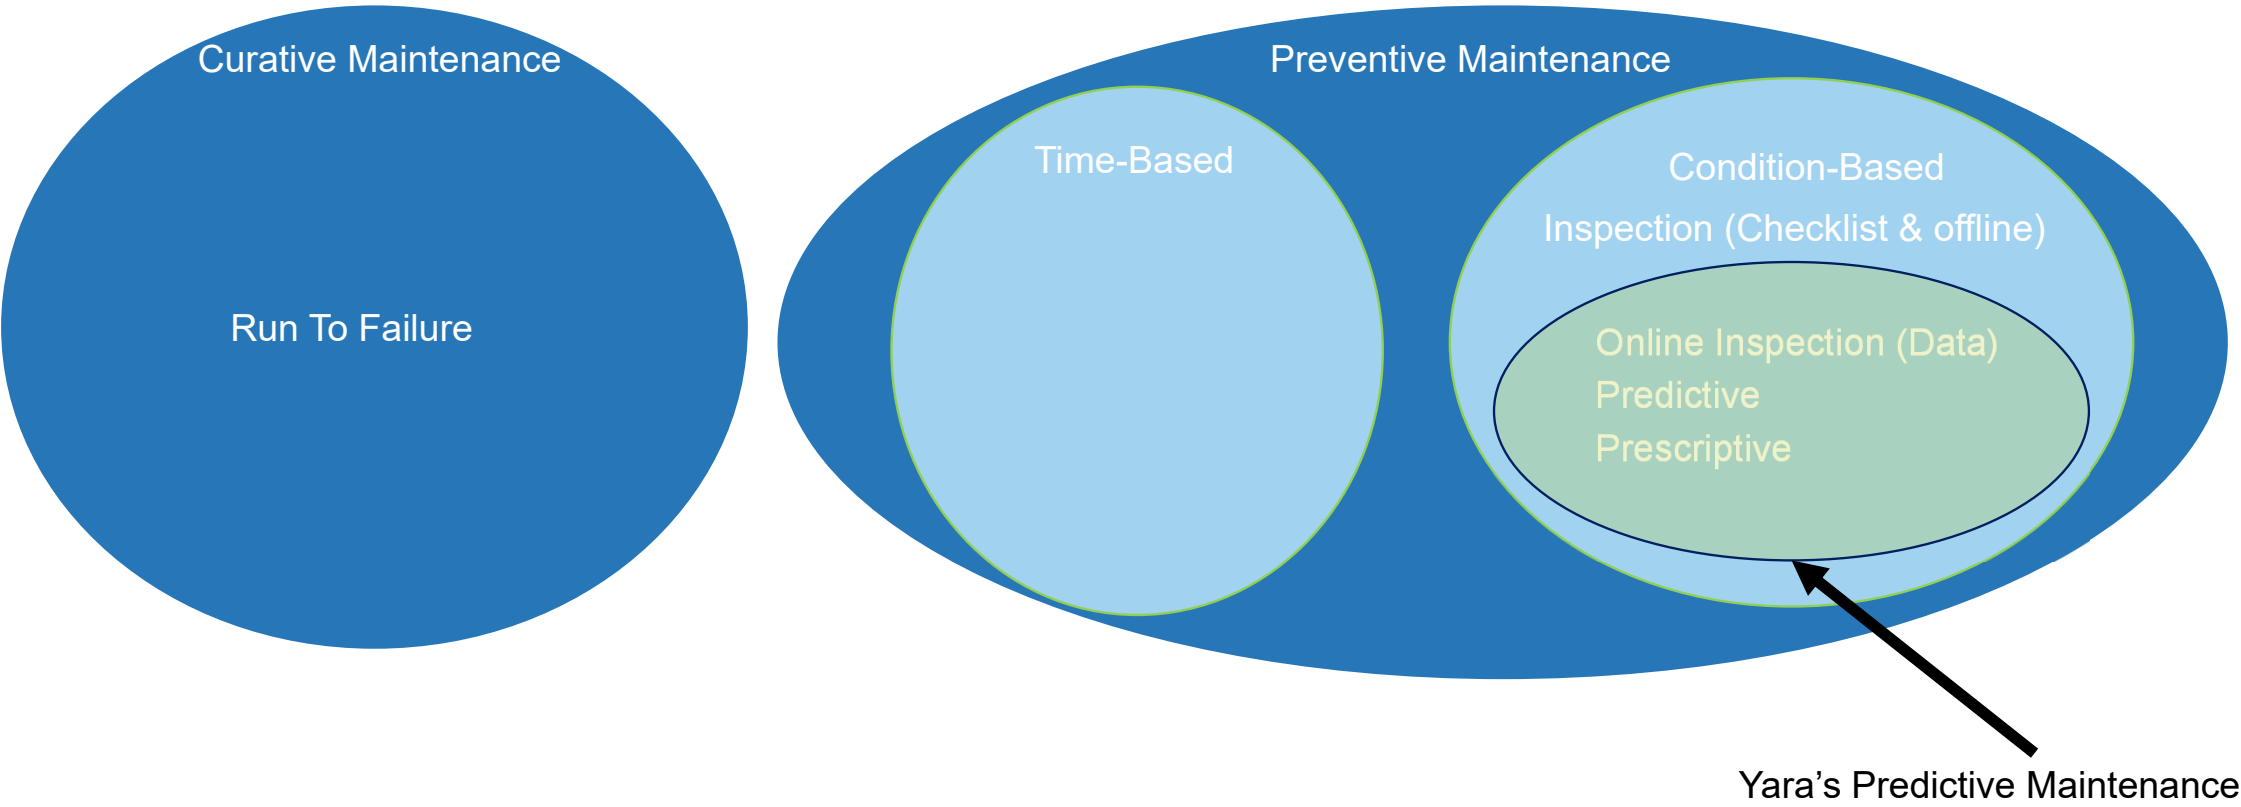 Curative Maintenance
Run To Failure
Preventive Maintenance
Time-Based
Condition-Based
Inspection (Checklist & offline)
Online Inspection (Data)
Predictive
Prescriptive
Yara’s Predictive Maintenance